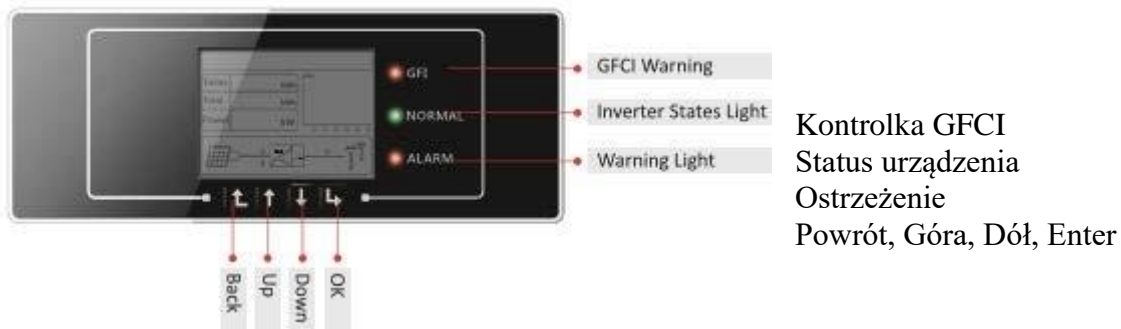 GFI
NORMAL
ALARM
GFCI Warning
Inverter States Light
Warning Light
Back
Up
Down
OK
Kontrolka GFCI
Status urządzenia
Ostrzeżenie
Powrót, Góra, Dół, Enter